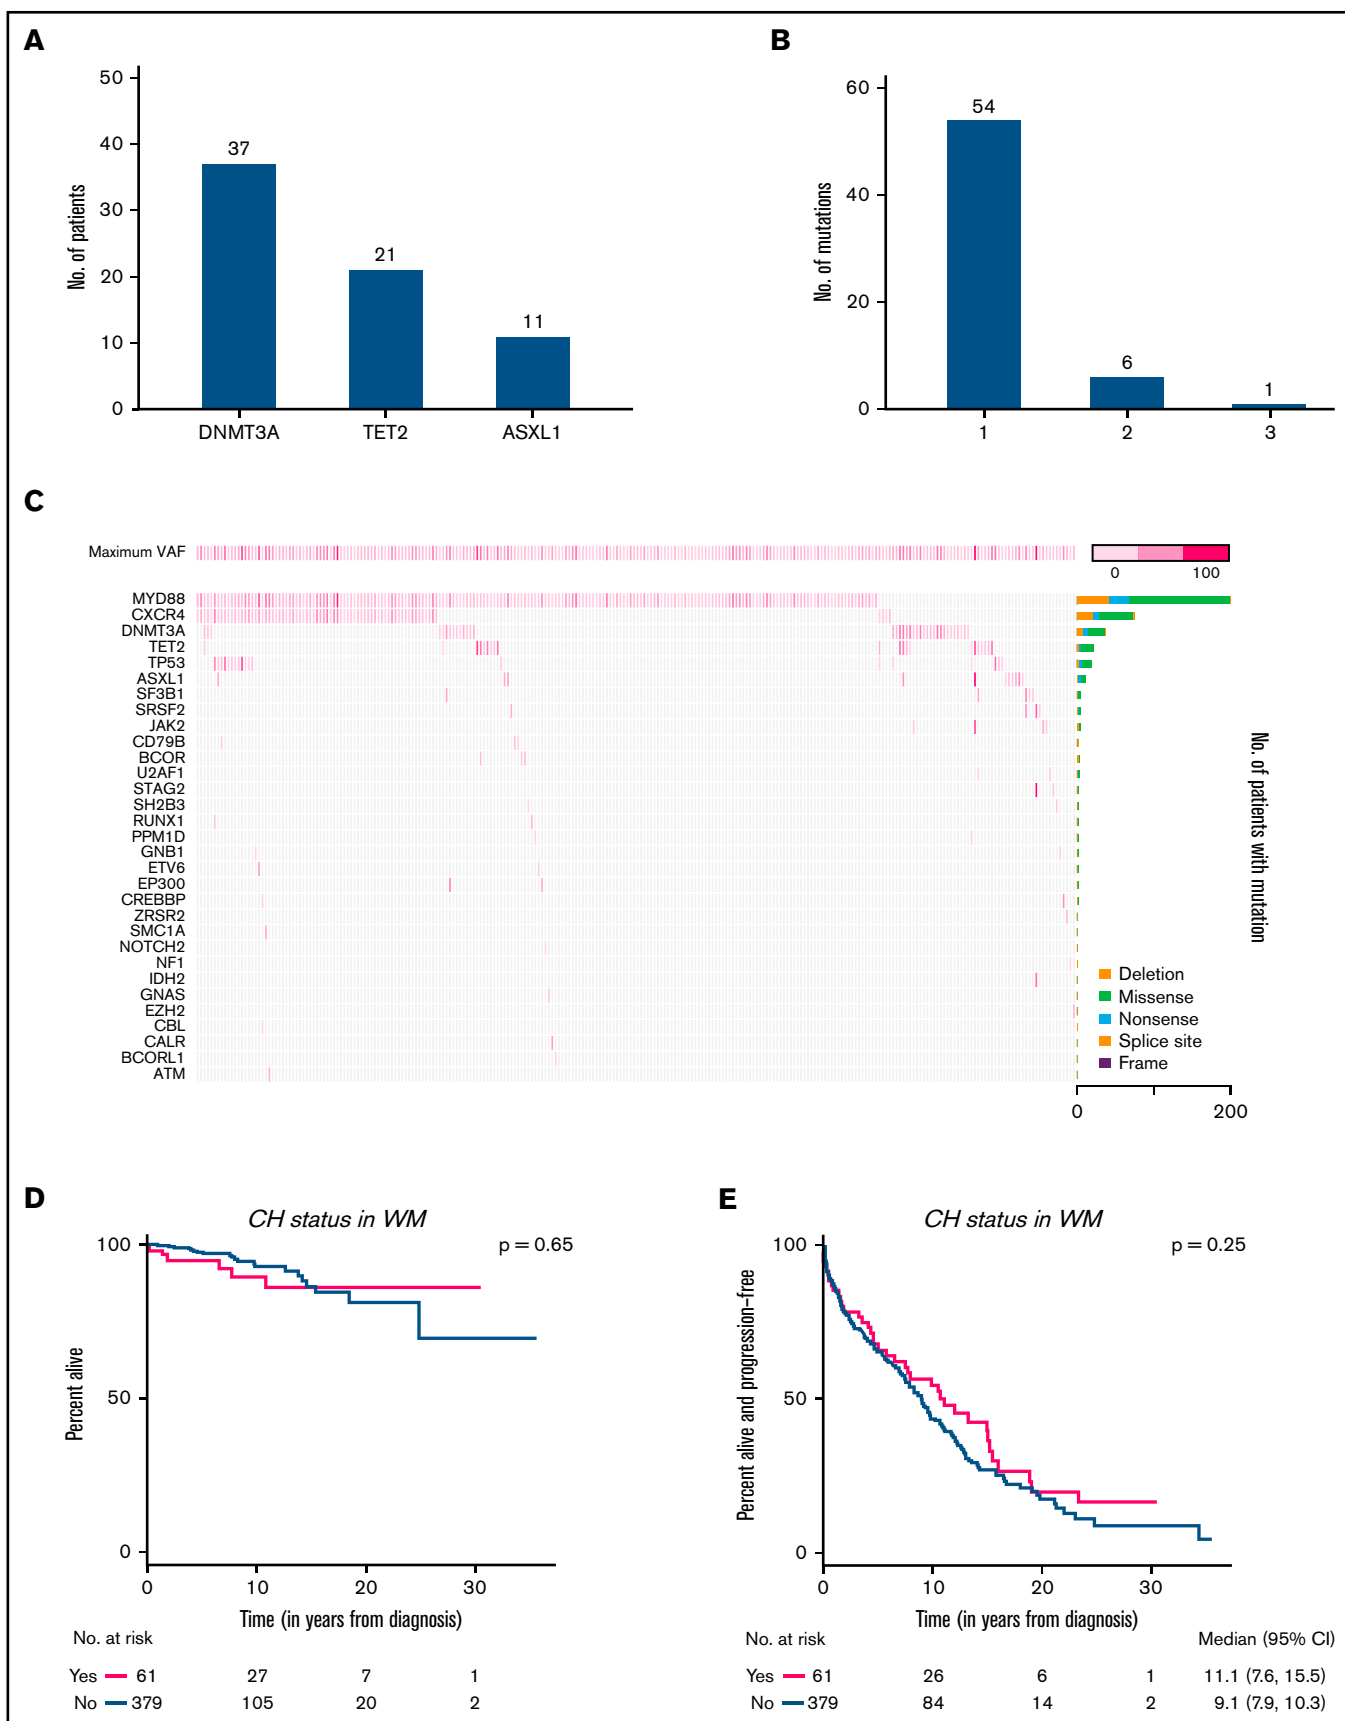 A
50
40
30
20
10
0
No. of patients
37
21
11
DNMT3A TET2 ASXL1
B
60
40
20
0
No. of mutations
54
6
1
1 2 3
C
Maximum VAF
0 100
MYD88
CXCR4
DNMT3A
TET2
TP53
ASXL1
SF3B1
SRSF2
JAK2
CD79B
BCOR
U2AF1
STAG2
SH2B3
RUNX1
PPM1D
GNB1
ETV6
EP300
CREBBP
ZRSR2
SMC1A
NOTCH2
NF1
IDH2
GNAS
EZH2
CBL
CALR
BCORL1
ATM
No. of patients with mutation
Deletion
Missense
Nonsense
Splice site
Frame
0 200
D
CH status in WM
p = 0.65
100
50
0
Percent alive
0 10 20 30
Time (in years from diagnosis)
No. at risk
Yes 61 27 7 1
No 379 105 20 2
E
CH status in WM
p = 0.25
100
50
0
Percent alive and progression–free
0 10 20 30
Time (in years from diagnosis)
No. at risk Median (95% CI)
Yes 61 26 6 1 11.1 (7.6, 15.5)
No 379 84 14 2 9.1 (7.9, 10.3)